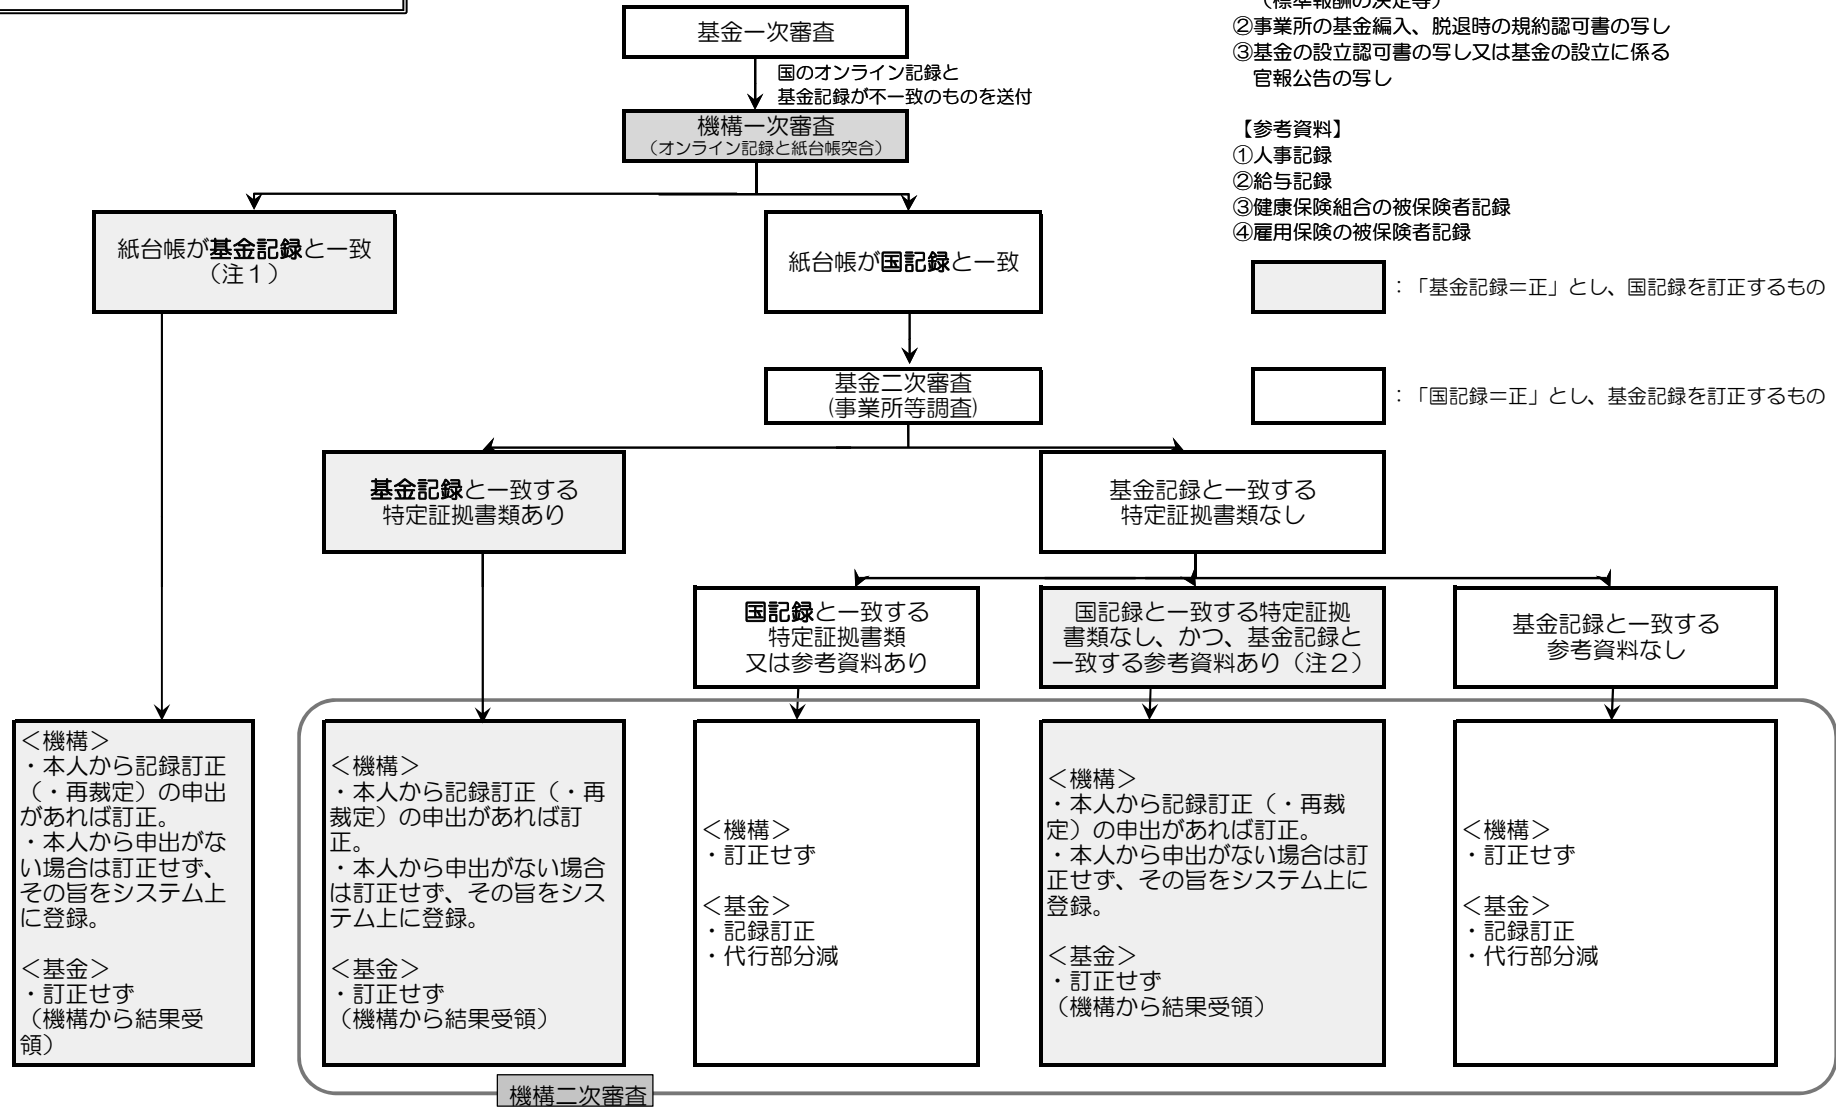 （標準報酬の決定等）
②事業所の基金編入、脱退時の規約認可書の写し
③基金の設立認可書の写し又は基金の設立に係る
官報公告の写し
【参考資料】
①人事記録
②給与記録
③健康保険組合の被保険者記録
④雇用保険の被保険者記録
：「基金記録＝正」とし、国記録を訂正するもの
：「国記録＝正」とし、基金記録を訂正するもの
基金一次審査
国のオンライン記録と
基金記録が不一致のものを送付
機構一次審査
（オンライン記録と紙台帳突合）
紙台帳が基金記録と一致
（注１）
紙台帳が国記録と一致
基金二次審査
(事業所等調査)
基金記録と一致する
特定証拠書類あり
基金記録と一致する
特定証拠書類なし
国記録と一致する
特定証拠書類
又は参考資料あり
国記録と一致する特定証拠
書類なし、かつ、基金記録と
一致する参考資料あり（注２）
基金記録と一致する
参考資料なし
＜機構＞
・本人から記録訂正
（・再裁定）の申出
があれば訂正。
・本人から申出がな
い場合は訂正せず、
その旨をシステム上
に登録。
＜基金＞
・訂正せず
（機構から結果受
領）
＜機構＞
・本人から記録訂正（・再
裁定）の申出があれば訂
正。
・本人から申出がない場合
は訂正せず、その旨をシス
テム上に登録。
＜基金＞
・訂正せず
（機構から結果受領）
＜機構＞
・訂正せず
＜基金＞
・記録訂正
・代行部分減
＜機構＞
・本人から記録訂正（・再裁
定）の申出があれば訂正。
・本人から申出がない場合は訂
正せず、その旨をシステム上に
登録。
＜基金＞
・訂正せず
（機構から結果受領）
＜機構＞
・訂正せず
＜基金＞
・記録訂正
・代行部分減
機構二次審査